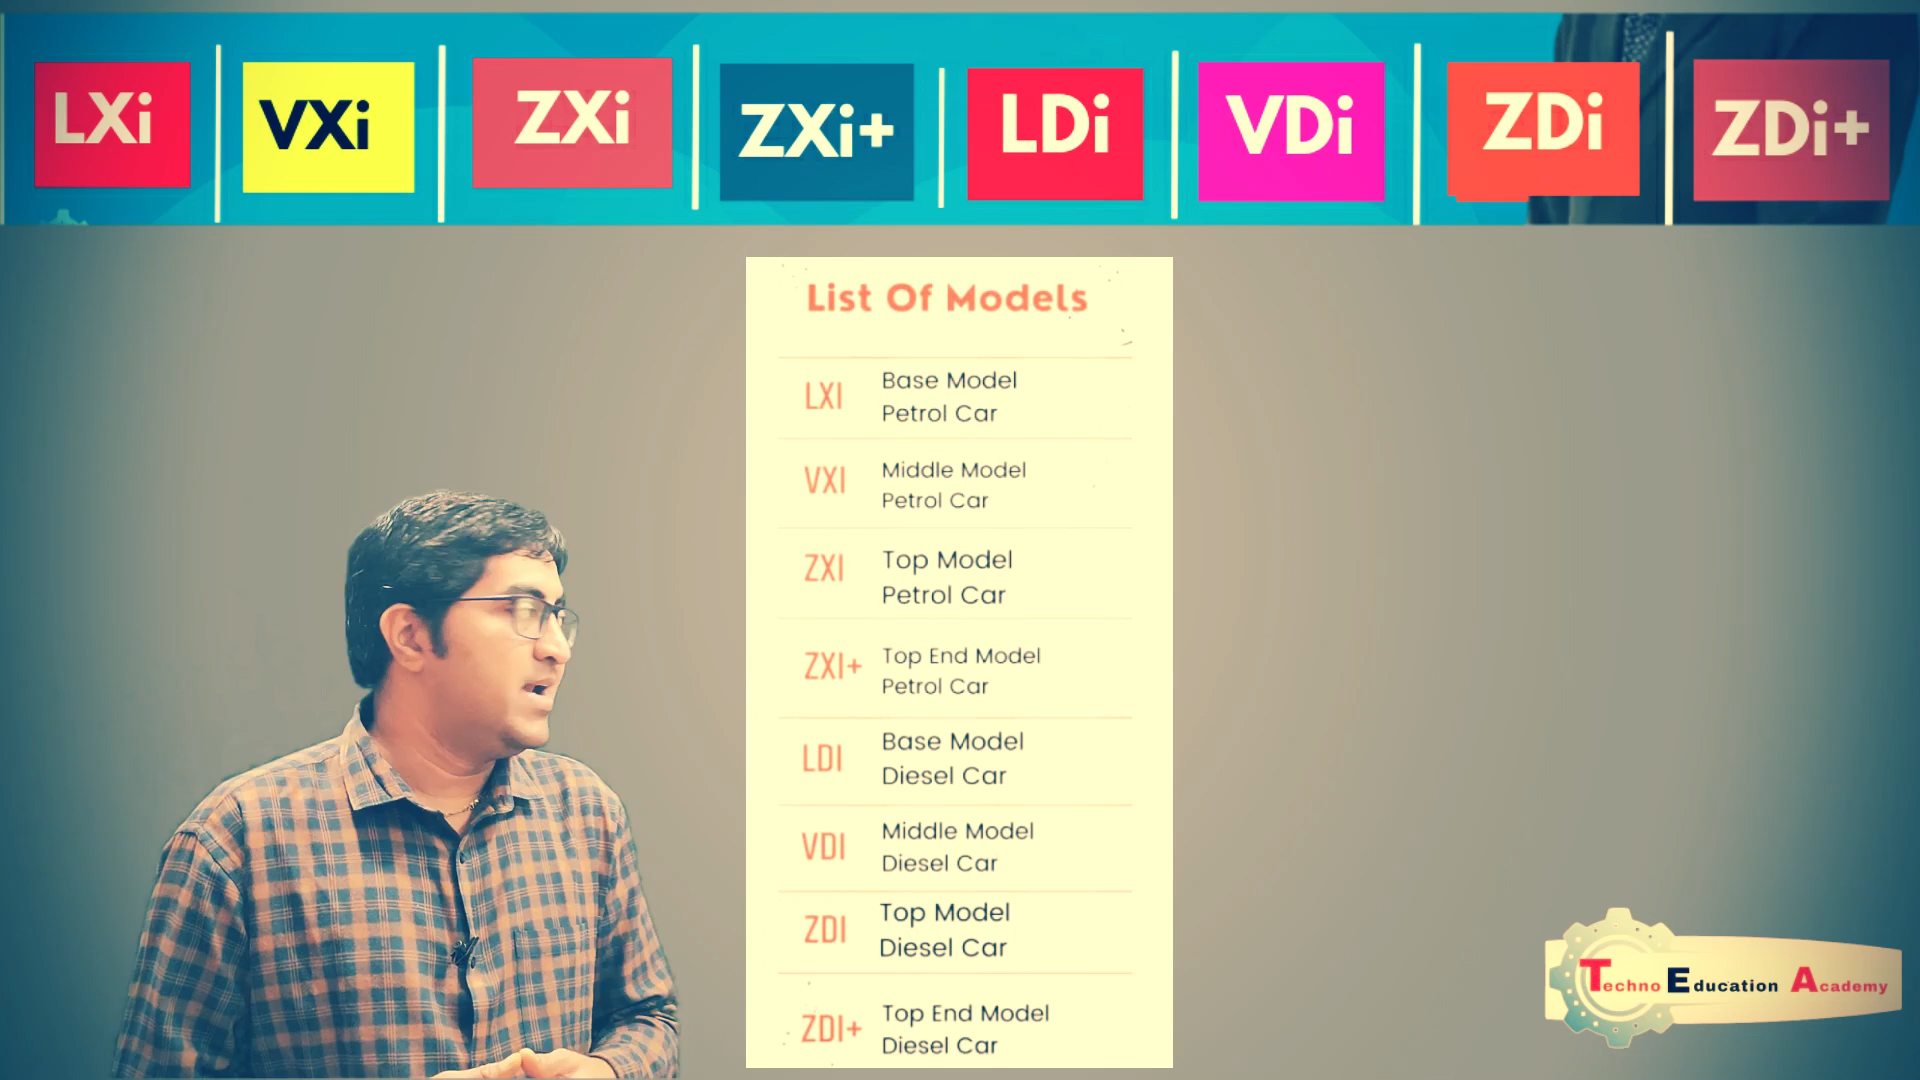 LXi VXi ZXi ZXi+ LDi VDi ZDi ZDi+
List Of Models
LXI Base Model
Petrol Car
VXI Middle Model
Petrol Car
ZXI Top Model
Petrol Car
ZXI+ Top End Model
Petrol Car
LDI Base Model
Diesel Car
VDI Middle Model
Diesel Car
ZDI Top Model
Diesel Car
ZDI+ Top End Model
Diesel Car
Techno Education Academy